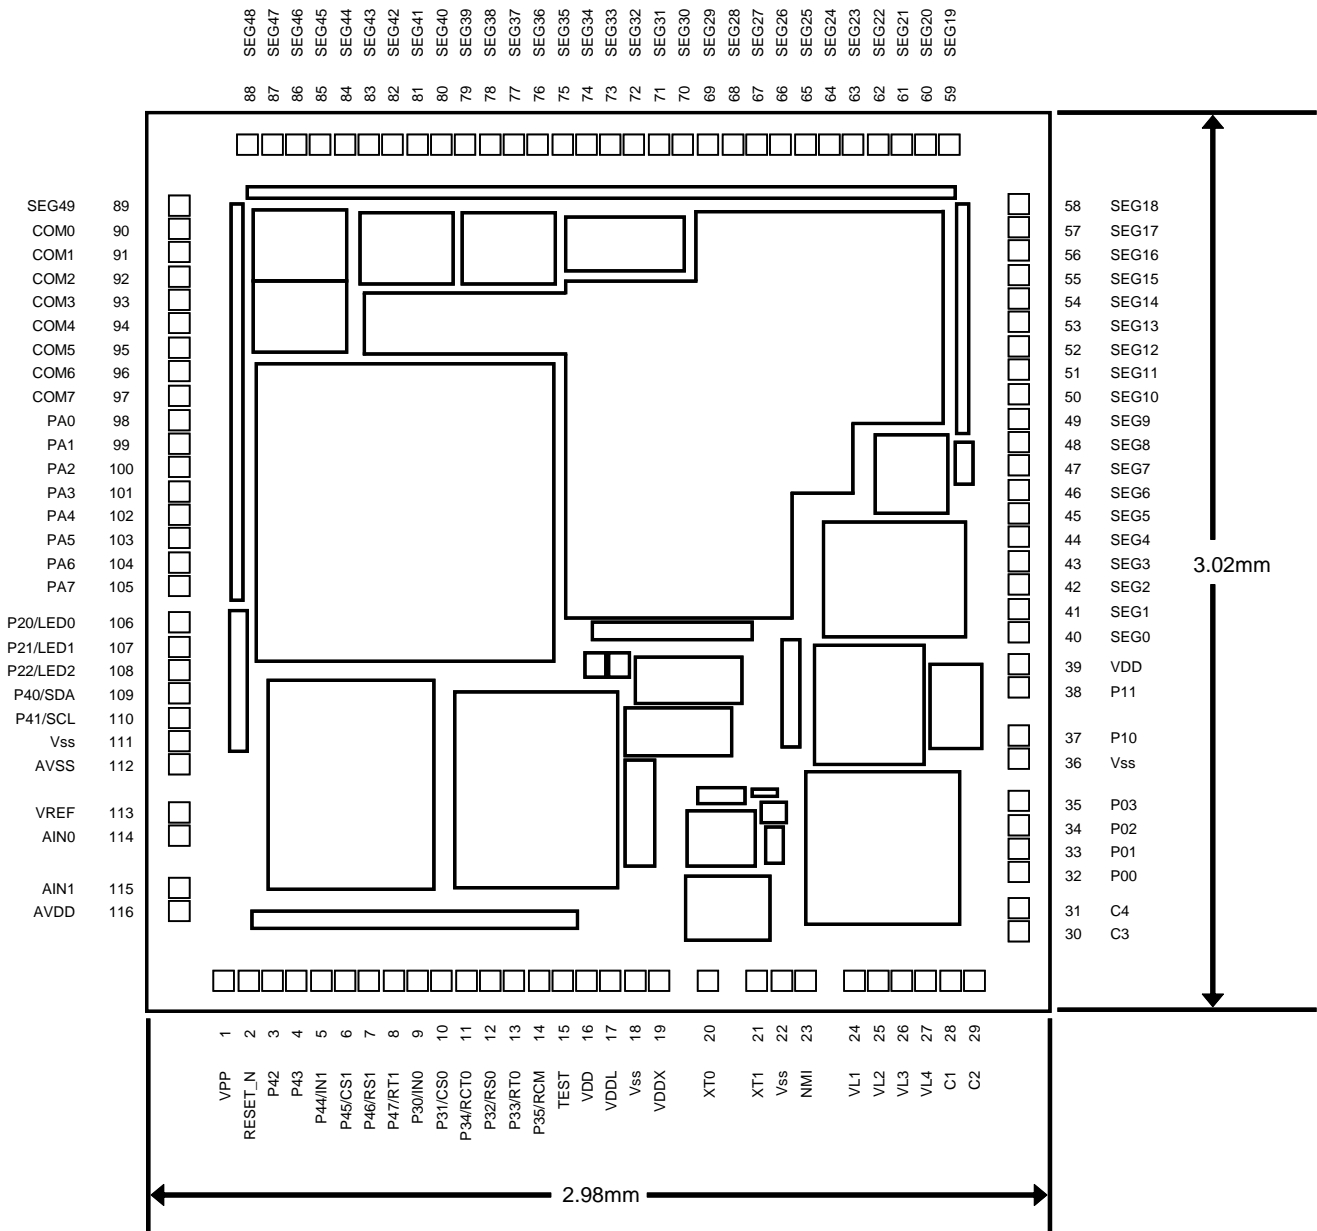 SEG48 SEG47 SEG46 SEG45 SEG44 SEG43 SEG42 SEG41 SEG40 SEG39 SEG38 SEG37 SEG36 SEG35 SEG34 SEG33 SEG32 SEG31 SEG30 SEG29 SEG28 SEG27 SEG26 SEG25 SEG24 SEG23 SEG22 SEG21 SEG20 SEG19
88 87 86 85 84 83 82 81 80 79 78 77 76 75 74 73 72 71 70 69 68 67 66 65 64 63 62 61 60 59
SEG49 89
COM0 90
COM1 91
COM2 92
COM3 93
COM4 94
COM5 95
COM6 96
COM7 97
PA0 98
PA1 99
PA2 100
PA3 101
PA4 102
PA5 103
PA6 104
PA7 105
P20/LED0 106
P21/LED1 107
P22/LED2 108
P40/SDA 109
P41/SCL 110
Vss 111
AVSS 112
VREF 113
AIN0 114
AIN1 115
AVDD 116
58 SEG18
57 SEG17
56 SEG16
55 SEG15
54 SEG14
53 SEG13
52 SEG12
51 SEG11
50 SEG10
49 SEG9
48 SEG8
47 SEG7
46 SEG6
45 SEG5
44 SEG4
43 SEG3
42 SEG2
41 SEG1
40 SEG0
39 VDD
38 P11
37 P10
36 Vss
35 P03
34 P02
33 P01
32 P00
31 C4
30 C3
3.02mm
1 2 3 4 5 6 7 8 9 10 11 12 13 14 15 16 17 18 19 20 21 22 23 24 25 26 27 28 29
VPP RESET_N P42 P43 P44/IN1 P45/CS1 P46/RS1 P47/RT1 P30/IN0 P31/CS0 P34/RCT0 P32/RS0 P33/RT0 P35/RCM TEST VDD VDDL Vss VDDX XT0 XT1 Vss NMI VL1 VL2 VL3 VL4 C1 C2
2.98mm